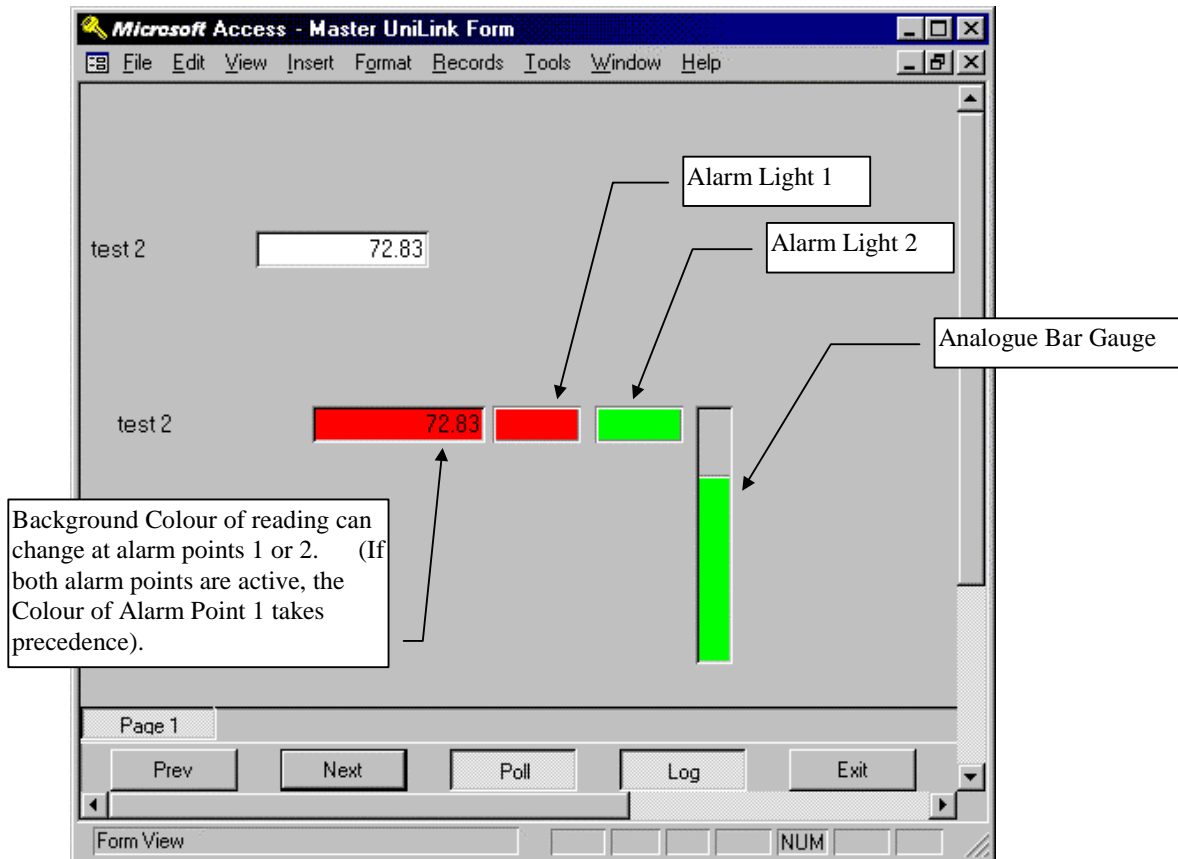 Microsoft Access - Master UniLink Form
File Edit View Insert Format Records Tools Window Help
Alarm Light 1
Alarm Light 2
test 2 72.83
Analogue Bar Gauge
test 2 72.83
Background Colour of reading can
change at alarm points 1 or 2. (If
both alarm points are active, the
Colour of Alarm Point 1 takes
precedence).
Page 1
Prev Next Poll Log Exit
Form View NUM